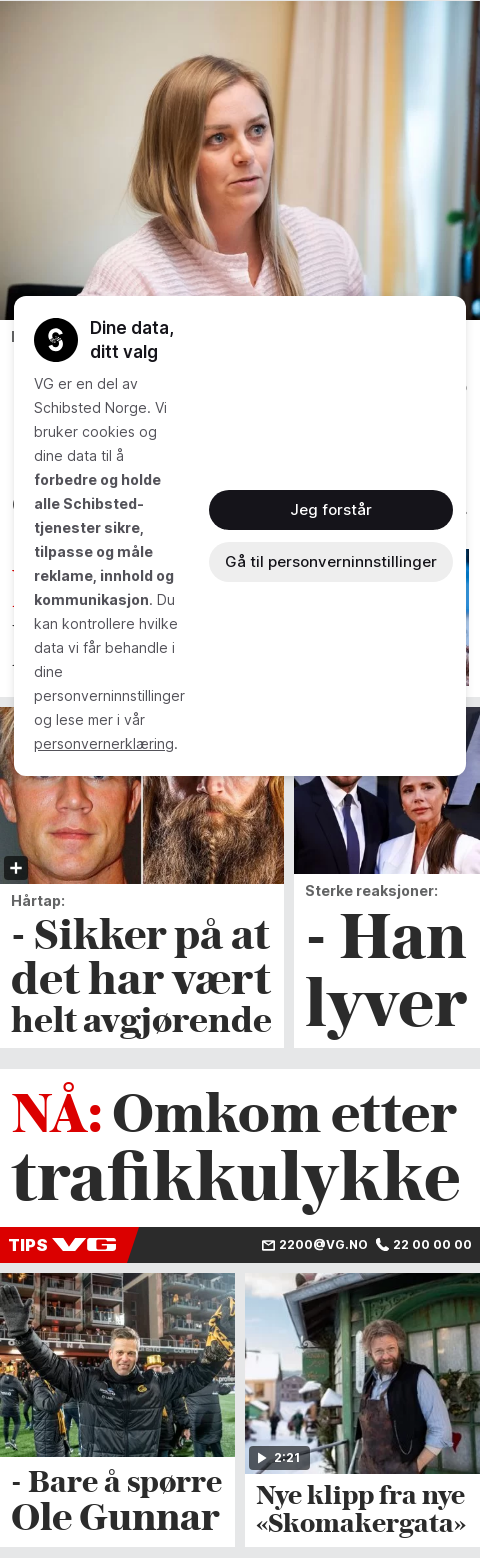 Dine data,
ditt valg
VG er en del av
Schibsted Norge. Vi
bruker cookies og
dine data til å
forbedre og holde
alle Schibsted-
tjenester sikre,
tilpasse og måle
reklame, innhold og
kommunikasjon. Du
kan kontrollere hvilke
data vi får behandle i
dine
personverninnstillinger
og lese mer i vår
personvernerklæring.
Jeg forstår
Gå til personverninnstillinger
Hårtap:
- Sikker på at
det har vært
helt avgjørende
Sterke reaksjoner:
- Han
lyver
NÅ: Omkom etter
trafikkulykke
TIPS VG 2200@VG.NO 22 00 00 00
- Bare å spørre
Ole Gunnar
2:21
Nye klipp fra nye
«Skomakergata»